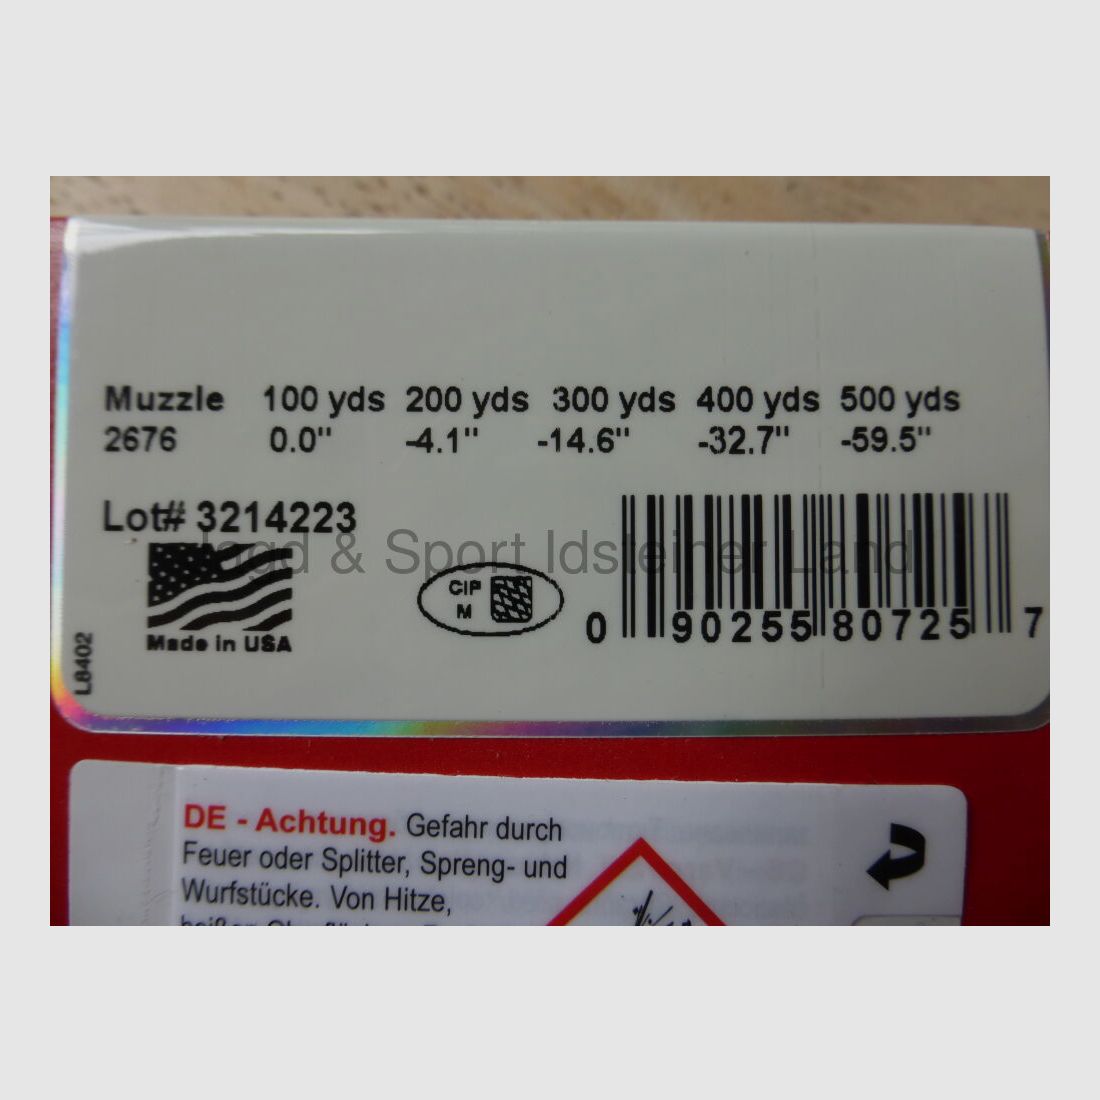 Muzzle 100 yds 200 yds 300 yds 400 yds 500 yds
2676 0.0" -4.1" -14.6" -32.7" -59.5"
Lot# 3214223
Jagd & Sport Idsteiner Land
CIP
M
0 90255 80725 7
Made in USA
L8402
DE - Achtung. Gefahr durch
Feuer oder Splitter, Spreng- und
Wurfstücke. Von Hitze,